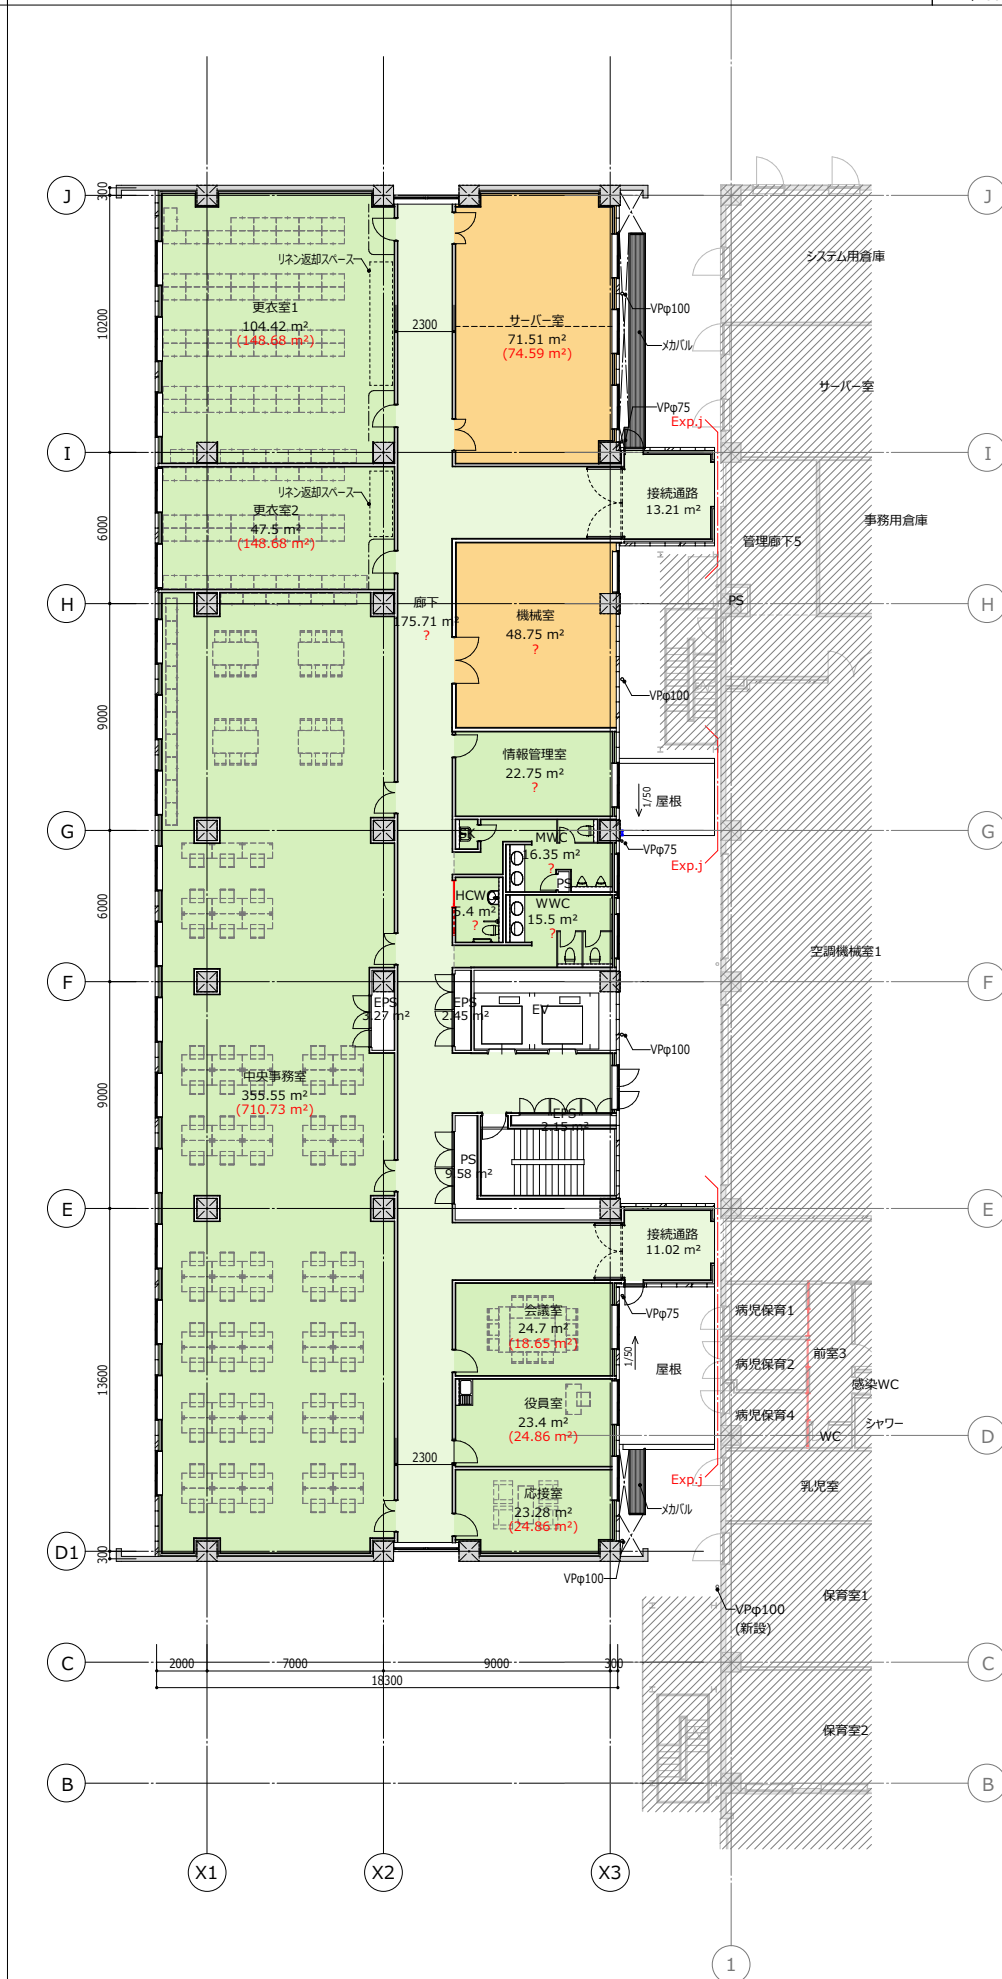 J
300
J
システム用倉庫
リネン返却スペース
更衣室1
104.42 m²
(148.68 m²)
10200
2300
サーバー室
71.51 m²
(74.59 m²)
VPφ100
メカバル
サーバー室
VPφ75
Exp.j
I
I
リネン返却スペース
更衣室2
47.5 m²
(148.68 m²)
6000
接続通路
13.21 m²
事務用倉庫
管理廊下5
H
廊下
175.71 m²
?
機械室
48.75 m²
?
PS
H
VPφ100
9000
情報管理室
22.75 m²
?
1/50
屋根
G
SK
MWC
16.35 m²
?
PS
VPφ75
Exp.j
G
HCWC
5.4 m²
?
WWC
15.5 m²
?
6000
空調機械室1
F
EPS
3.27 m²
EPS
2.45 m²
EV
F
VPφ100
中央事務室
355.55 m²
(710.73 m²)
9000
EPS
2.15 m²
PS
9.58 m²
E
接続通路
11.02 m²
E
会議室
24.7 m²
(18.65 m²)
VPφ75
1/50
屋根
病児保育1
病児保育2
前室3
感染WC
病児保育4
シャワー
WC
13600
役員室
23.4 m²
(24.86 m²)
D
2300
Exp.j
乳児室
応接室
23.28 m²
(24.86 m²)
メカバル
D1
300
VPφ100
保育室1
VPφ100
(新設)
C
2000
7000
9000
300
18300
C
保育室2
B
B
X1
X2
X3
1